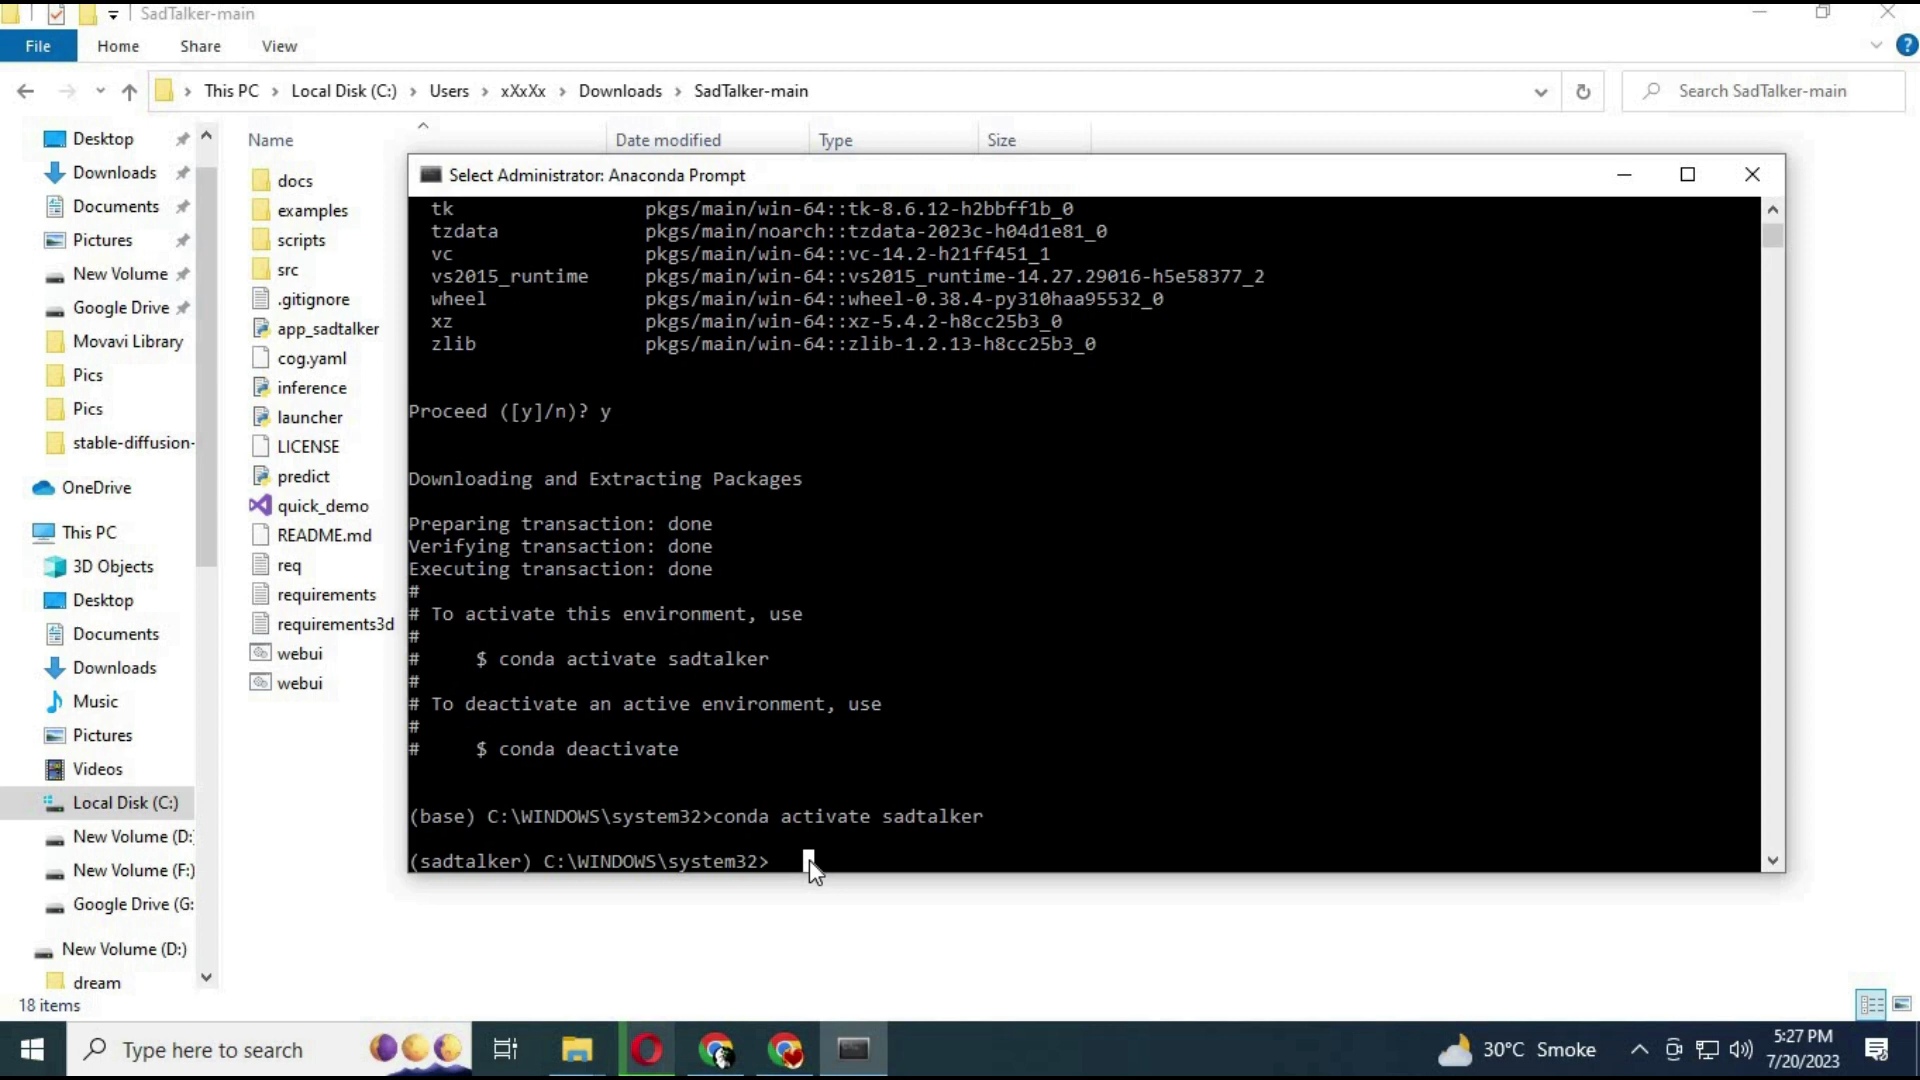 SadTalker-main
File Home Share View
This PC Local Disk (C:) Users xXxXx Downloads SadTalker-main
Search SadTalker-main
Name Date modified Type Size
Desktop
Downloads
Documents
Pictures
New Volume
Google Drive
Movavi Library
Pics
Pics
stable-diffusion-
OneDrive
This PC
3D Objects
Desktop
Documents
Downloads
Music
Pictures
Videos
Local Disk (C:)
New Volume (D:
New Volume (F:)
Google Drive (G:
New Volume (D:)
dream
docs
examples
scripts
src
.gitignore
app_sadtalker
cog.yaml
inference
launcher
LICENSE
predict
quick_demo
README.md
req
requirements
requirements3d
webui
webui
Select Administrator: Anaconda Prompt
tk pkgs/main/win-64::tk-8.6.12-h2bbff1b_0
tzdata pkgs/main/noarch::tzdata-2023c-h04d1e81_0
vc pkgs/main/win-64::vc-14.2-h21ff451_1
vs2015_runtime pkgs/main/win-64::vs2015_runtime-14.27.29016-h5e58377_2
wheel pkgs/main/win-64::wheel-0.38.4-py310haa95532_0
xz pkgs/main/win-64::xz-5.4.2-h8cc25b3_0
zlib pkgs/main/win-64::zlib-1.2.13-h8cc25b3_0
Proceed ([y]/n)? y
Downloading and Extracting Packages
Preparing transaction: done
Verifying transaction: done
Executing transaction: done
#
# To activate this environment, use
#
# $ conda activate sadtalker
#
# To deactivate an active environment, use
#
# $ conda deactivate
(base) C:\WINDOWS\system32>conda activate sadtalker
(sadtalker) C:\WINDOWS\system32>
18 items
Type here to search
30°C Smoke
5:27 PM
7/20/2023